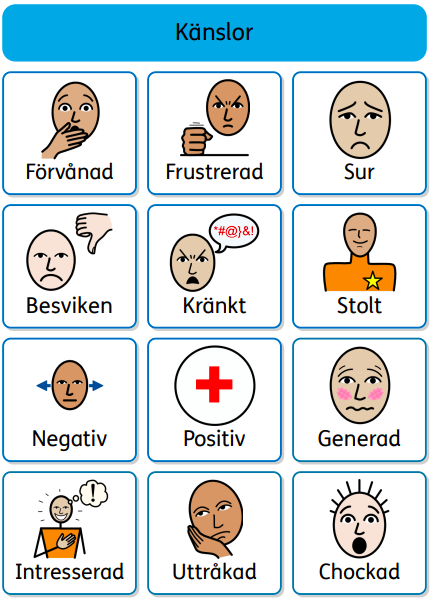 Känslor
Förvånad
Frustrerad
Sur
Besviken
*#@}&!
Kränkt
Stolt
Negativ
Positiv
Generad
!
Intresserad
Uttråkad
Chockad